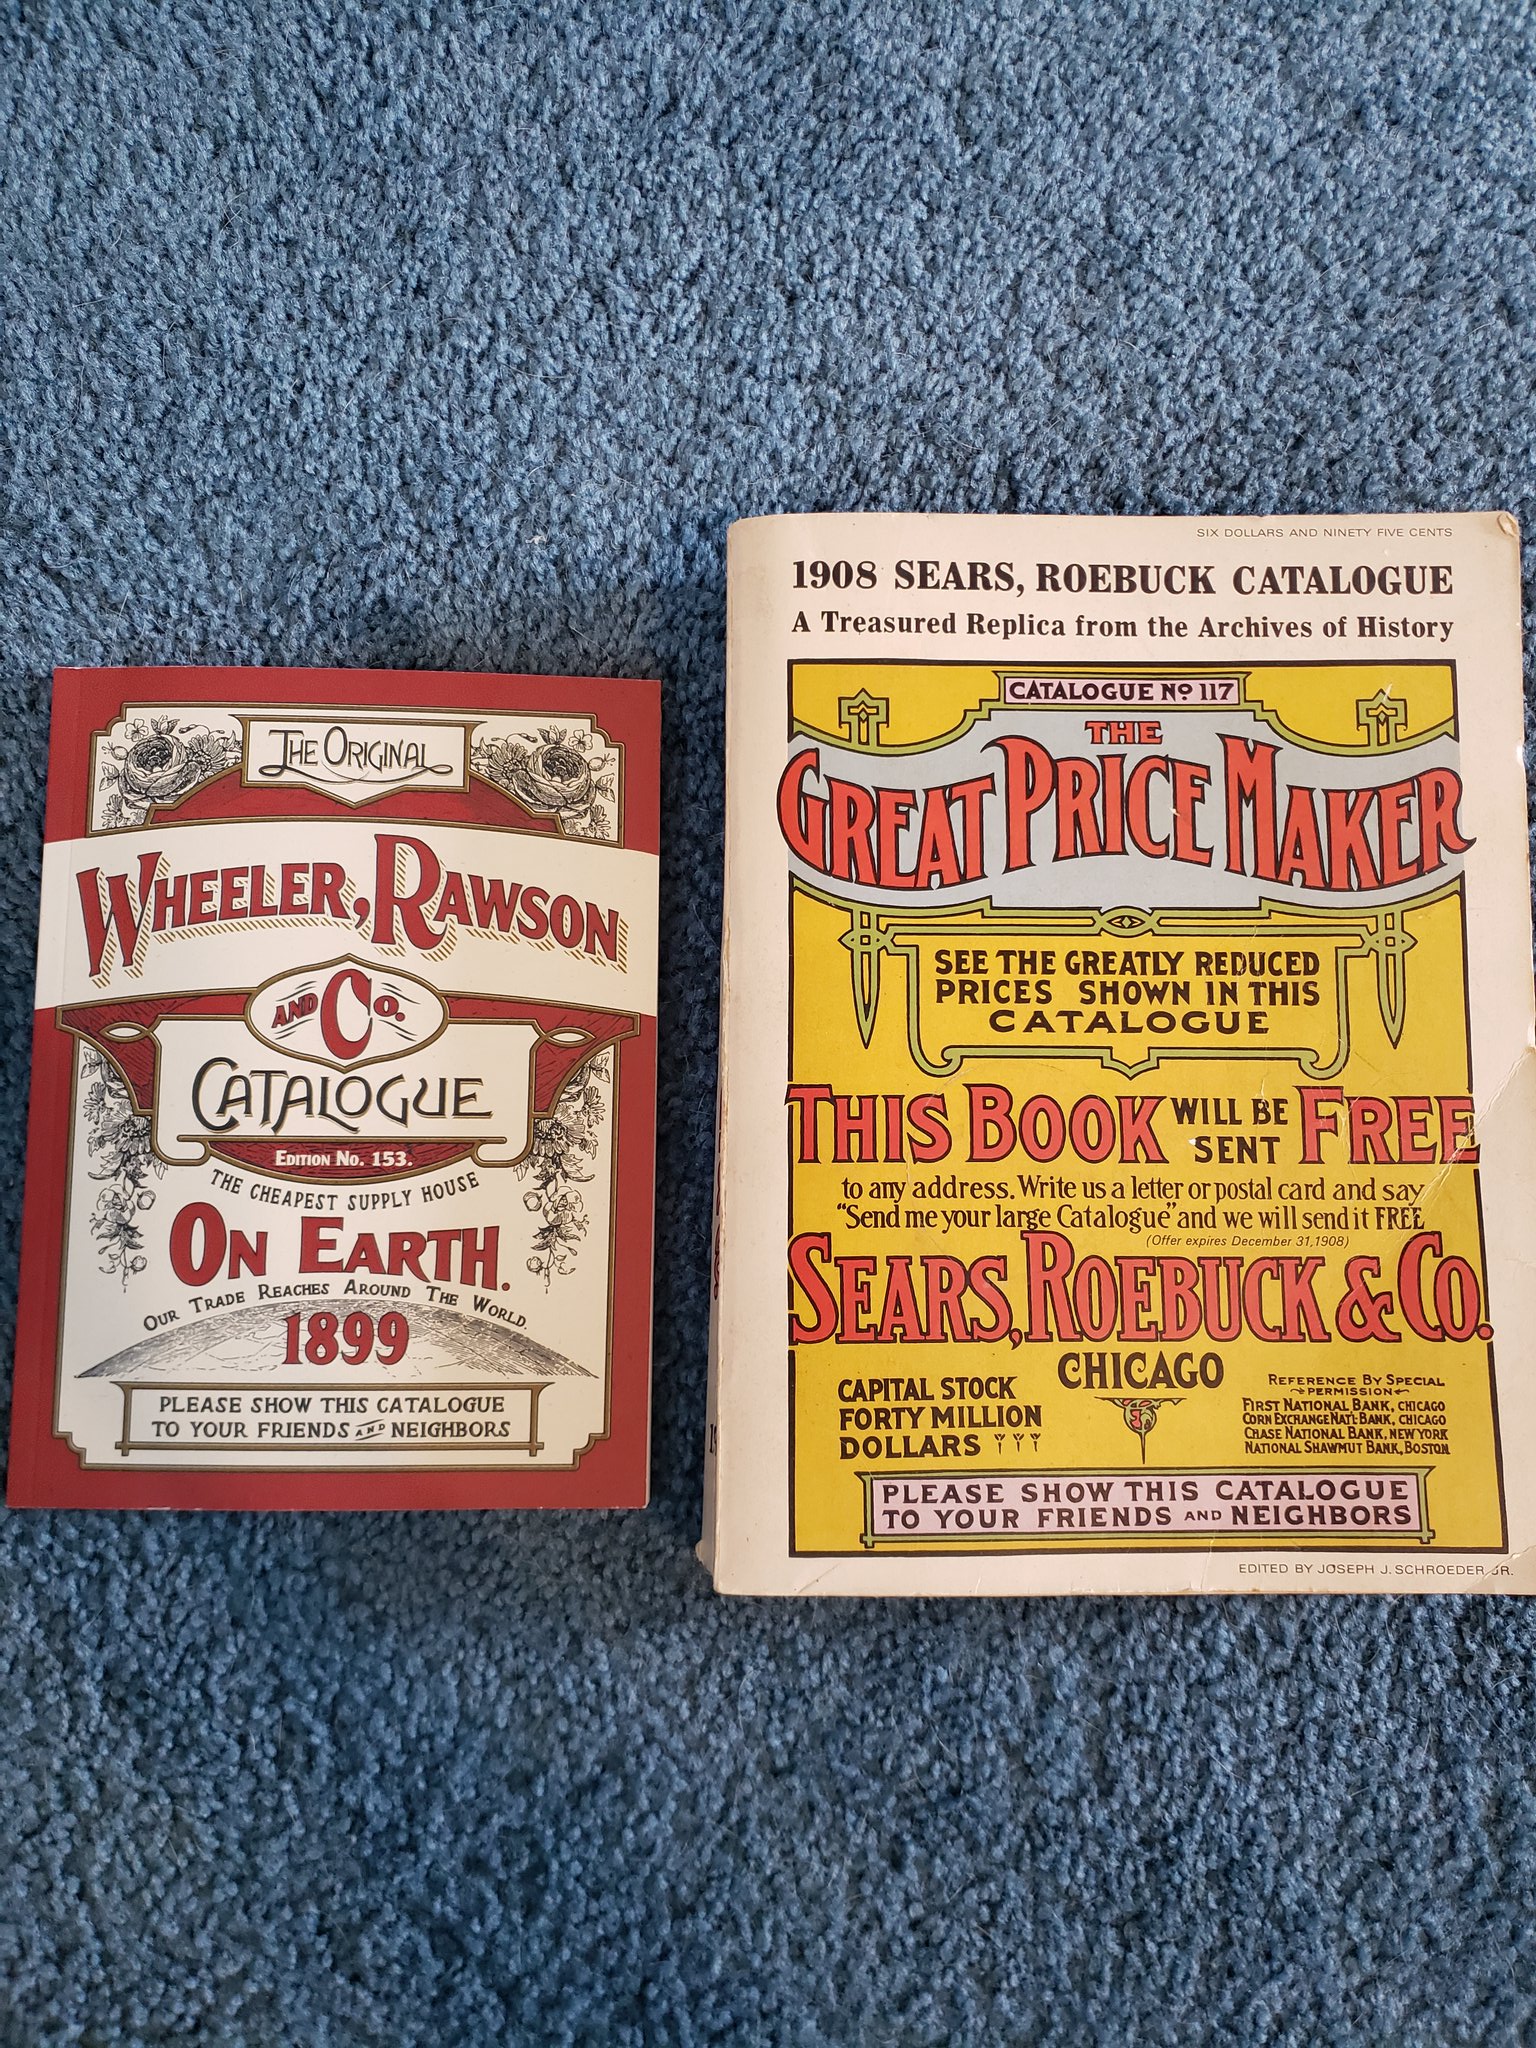 The Original
Wheeler, Rawson
and Co.
Catalogue
Edition No. 153.
The Cheapest Supply House
On Earth.
Our Trade Reaches Around The World.
1899
Please Show This Catalogue
To Your Friends and Neighbors
Six Dollars and Ninety Five Cents
1908 Sears, Roebuck Catalogue
A Treasured Replica from the Archives of History
Catalogue No 117
The
Great Price Maker
See The Greatly Reduced
Prices Shown In This
Catalogue
This Book Will Be Sent Free
to any address. Write us a letter or postal card and say
"Send me your large Catalogue" and we will send it FREE
(Offer expires December 31, 1908)
Sears, Roebuck & Co.
Chicago
Capital Stock
Forty Million
Dollars
Reference By Special
Permission
First National Bank, Chicago
Corn Exchange Nat'l Bank, Chicago
Chase National Bank, New York
National Shawmut Bank, Boston
Please Show This Catalogue
To Your Friends and Neighbors
Edited by Joseph J. Schroeder Jr.